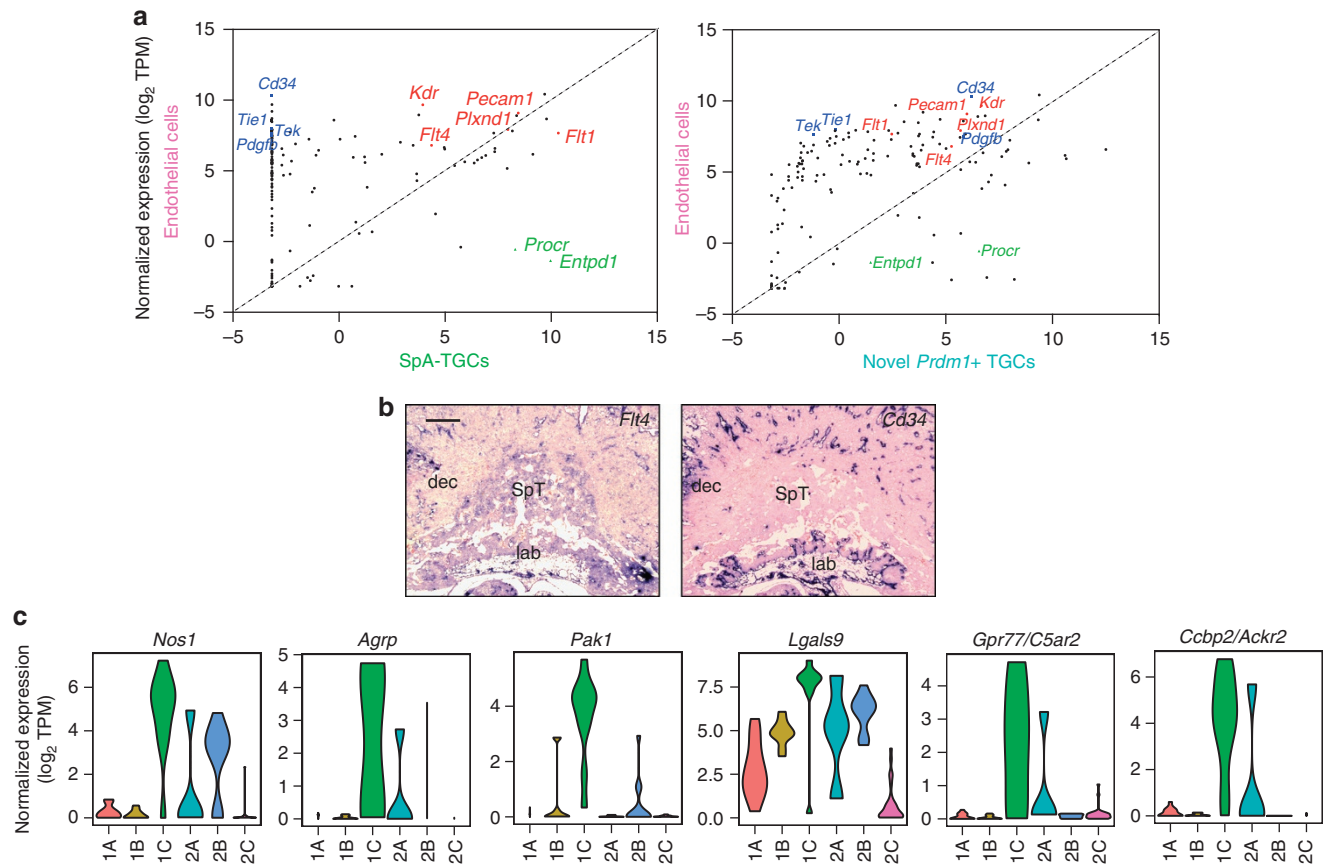 a
Normalized expression (log2 TPM)
Endothelial cells
15
10
5
0
−5
Cd34
Tie1
Tek
Pdgfb
Kdr
Flt4
Pecam1
Plxnd1
Flt1
Procr
Entpd1
−5 0 5 10 15
SpA-TGCs
Endothelial cells
15
10
5
0
−5
Cd34
Pecam1
Kdr
Tek
Tie1
Flt1
Plxnd1
Pdgfb
Flt4
Entpd1
Procr
−5 0 5 10 15
Novel Prdm1+ TGCs
b
Flt4
dec
SpT
lab
Cd34
dec
SpT
lab
c
Normalized expression
(log2 TPM)
Nos1
6
4
2
0
1A 1B 1C 2A 2B 2C
Agrp
5
4
3
2
1
0
1A 1B 1C 2A 2B 2C
Pak1
4
2
0
1A 1B 1C 2A 2B 2C
Lgals9
7.5
5.0
2.5
0.0
1A 1B 1C 2A 2B 2C
Gpr77/C5ar2
4
3
2
1
0
1A 1B 1C 2A 2B 2C
Ccbp2/Ackr2
6
4
2
0
1A 1B 1C 2A 2B 2C